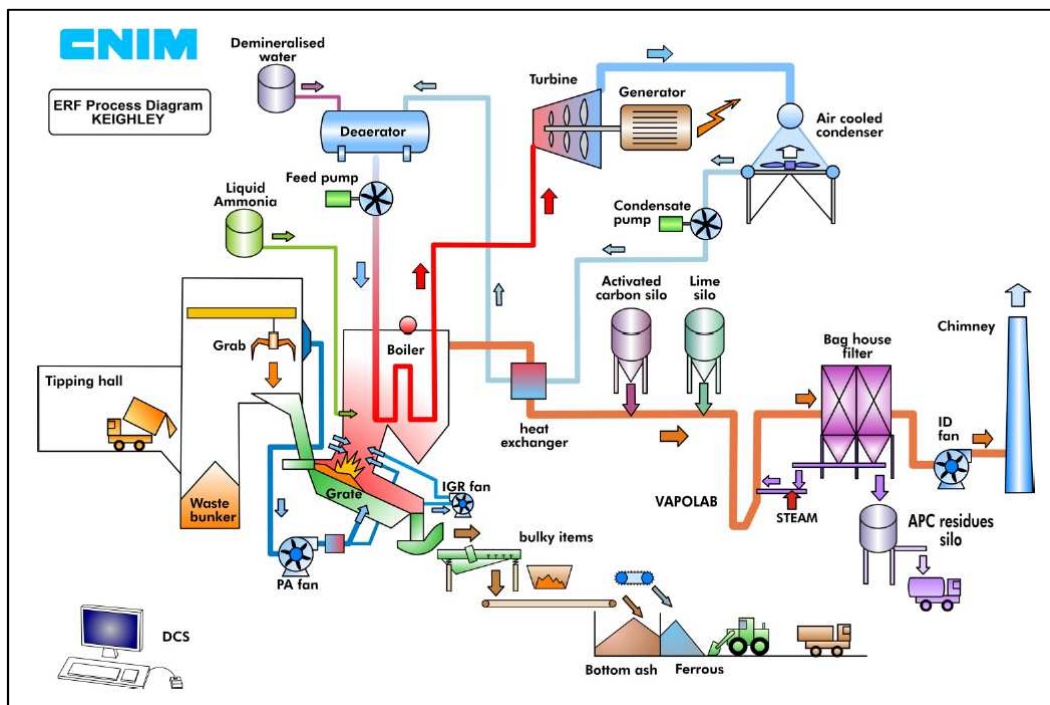 CNIM
ERF Process Diagram
KEIGHLEY
Demineralised
water
Deaerator
Turbine
Generator
Air cooled
condenser
Feed pump
Liquid
Ammonia
Condensate
pump
Activated
carbon silo
Lime
silo
Chimney
Grab
Boiler
Bag house
filter
Tipping hall
heat
exchanger
ID
fan
Waste
bunker
Grate
IGR fan
VAPOLAB
STEAM
APC residues
silo
bulky items
PA fan
DCS
Bottom ash
Ferrous